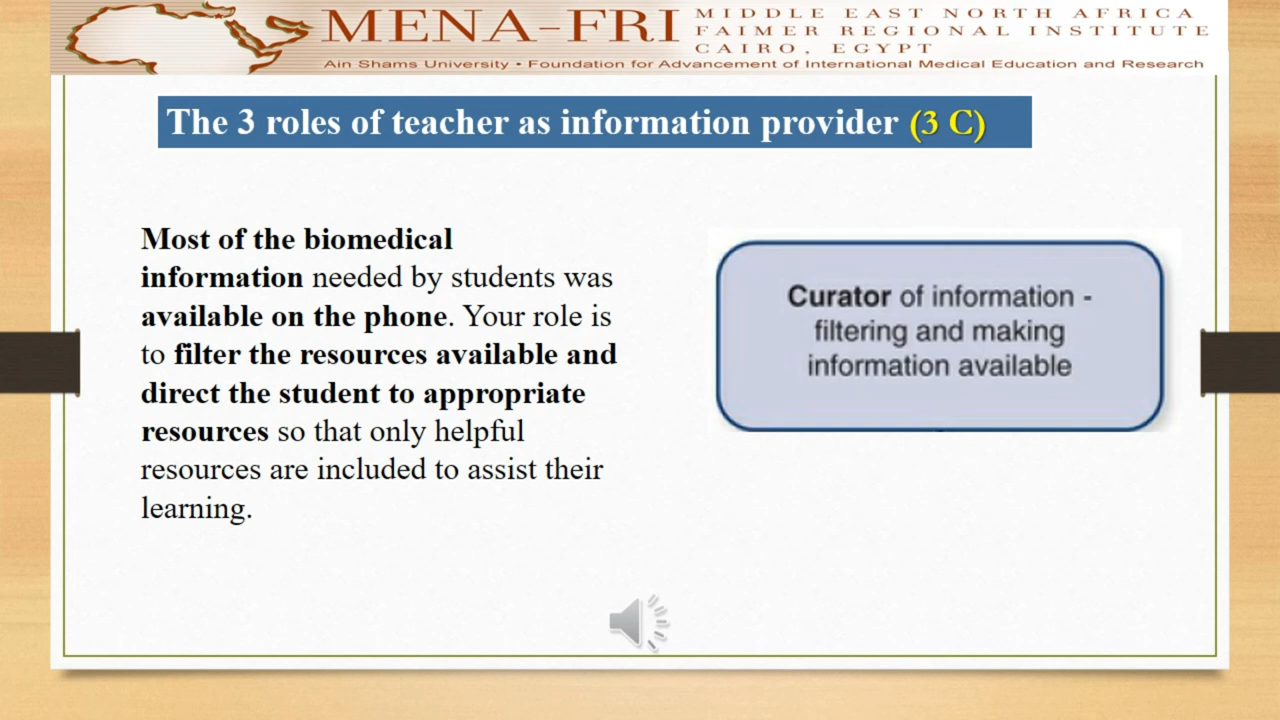 MENA-FRI
MIDDLE EAST NORTH AFRICA
FAIMER REGIONAL INSTITUTE
CAIRO, EGYPT
Ain Shams University • Foundation for Advancement of International Medical Education and Research
The 3 roles of teacher as information provider (3 C)
Most of the biomedical
information needed by students was
available on the phone. Your role is
to filter the resources available and
direct the student to appropriate
resources so that only helpful
resources are included to assist their
learning.
Curator of information -
filtering and making
information available